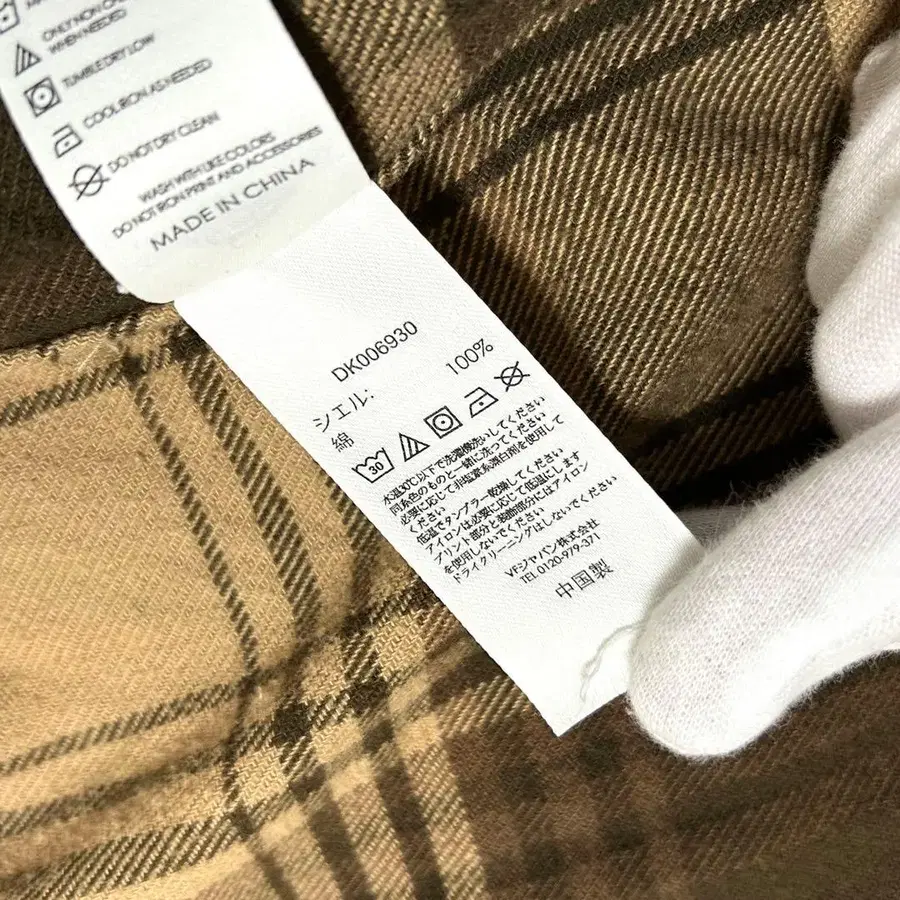 ONLY NON
WHEN NEEDED
TUMBLE DRY LOW
COOL IRON AS NEEDED
DO NOT DRY CLEAN
WASH WITH LIKE COLORS
DO NOT IRON PRINT AND ACCESSORIES
MADE IN CHINA
DK006930
シエル:
綿 100%
30
水温30℃以下で洗濯機洗いしてください
同系色のものと一緒に洗ってください
必要に応じて非塩素系漂白剤を使用して
ください
低温でタンブラー乾燥してください
アイロンは必要に応じて低温にします
プリント部分と装飾部分にはアイロン
を使用しないでください
ドライクリーニングはしないでください
VFジャパン株式会社
TEL 0120-979-371
中国製